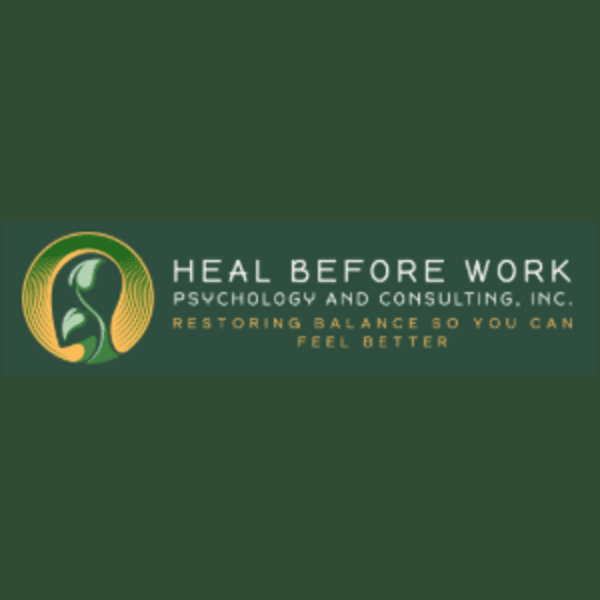 HEAL BEFORE WORK
PSYCHOLOGY AND CONSULTING, INC.
RESTORING BALANCE SO YOU CAN
FEEL BETTER